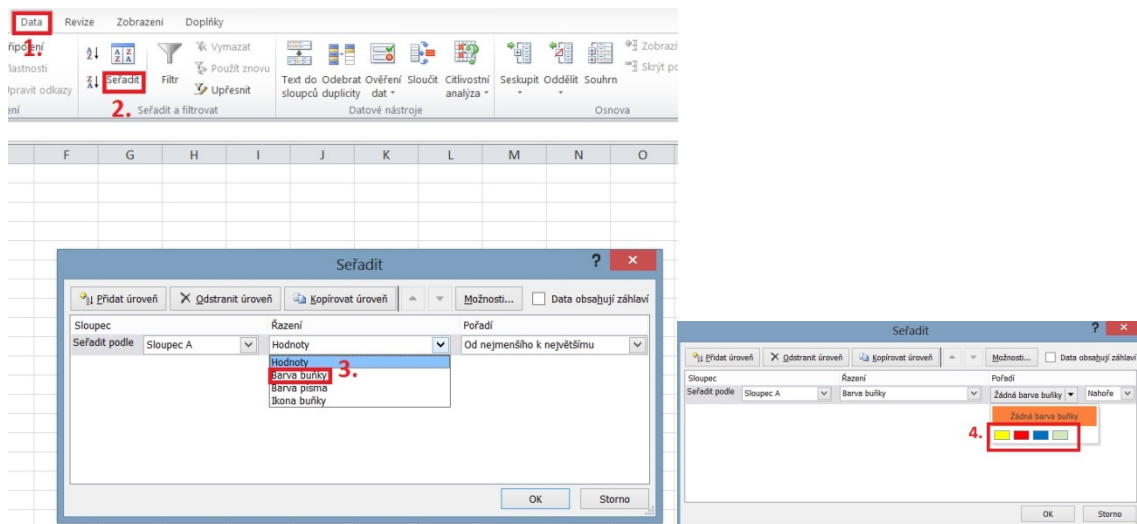 Data Revize Zobrazení Doplňky
1.
řipojení
lastnosti
Upravit odkazy
ení
Seřadit
2.
Filtr
Vymazat
Použít znovu
Upřesnit
Seřadit a filtrovat
Text do sloupců
Odebrat duplicity
Ověření dat
Sloučit
Citlivostní analýza
Datové nástroje
Seskupit Oddělit Souhrn
Zobrazi
Skrýt po
Osnova
F G H I J K L M N O
Seřadit ? ×
Přidat úroveň Odstranit úroveň Kopírovat úroveň Možnosti... Data obsahují záhlaví
Sloupec Řazení Pořadí
Seřadit podle Sloupec A Hodnoty Od nejmenšího k největšímu
Hodnoty
Barva buňky 3.
Barva písma
Ikona buňky
OK Storno
Seřadit ? ×
Přidat úroveň Odstranit úroveň Kopírovat úroveň Možnosti... Data obsahují záhlaví
Sloupec Řazení Pořadí
Seřadit podle Sloupec A Barva buňky Žádná barva buňky Nahoře
Žádná barva buňky
4.
OK Storno